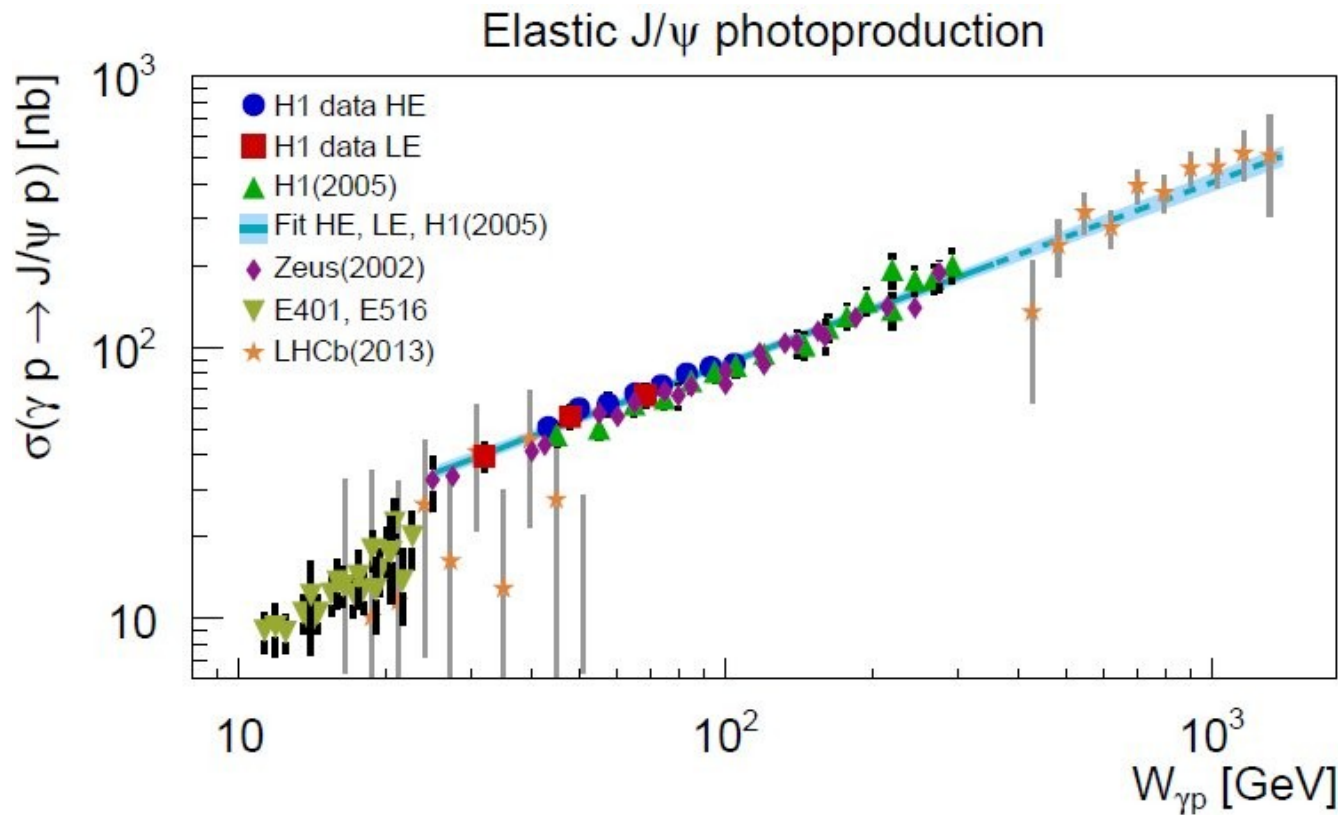 Elastic J/ψ photoproduction
σ(γ p → J/ψ p) [nb]
10³
10²
10
H1 data HE
H1 data LE
H1(2005)
Fit HE, LE, H1(2005)
Zeus(2002)
E401, E516
LHCb(2013)
10
10²
10³
W_γp [GeV]